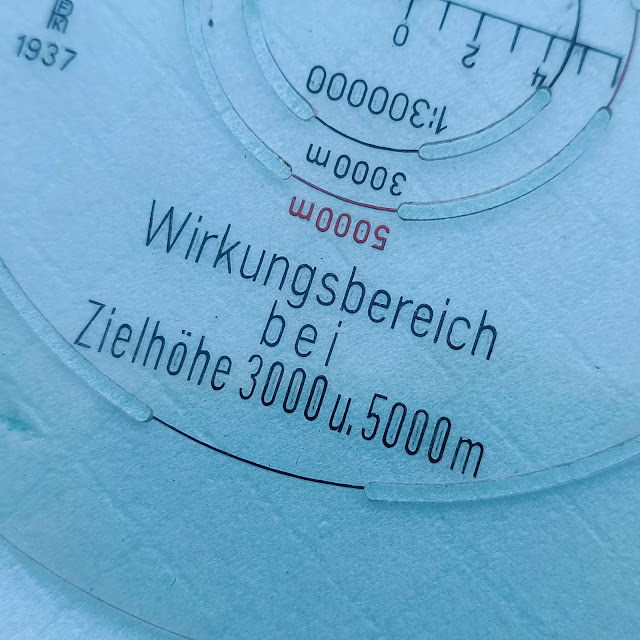 1937
0 2 4
1:300000
3000m
5000m
Wirkungsbereich
bei
Zielhöhe 3000 u. 5000 m